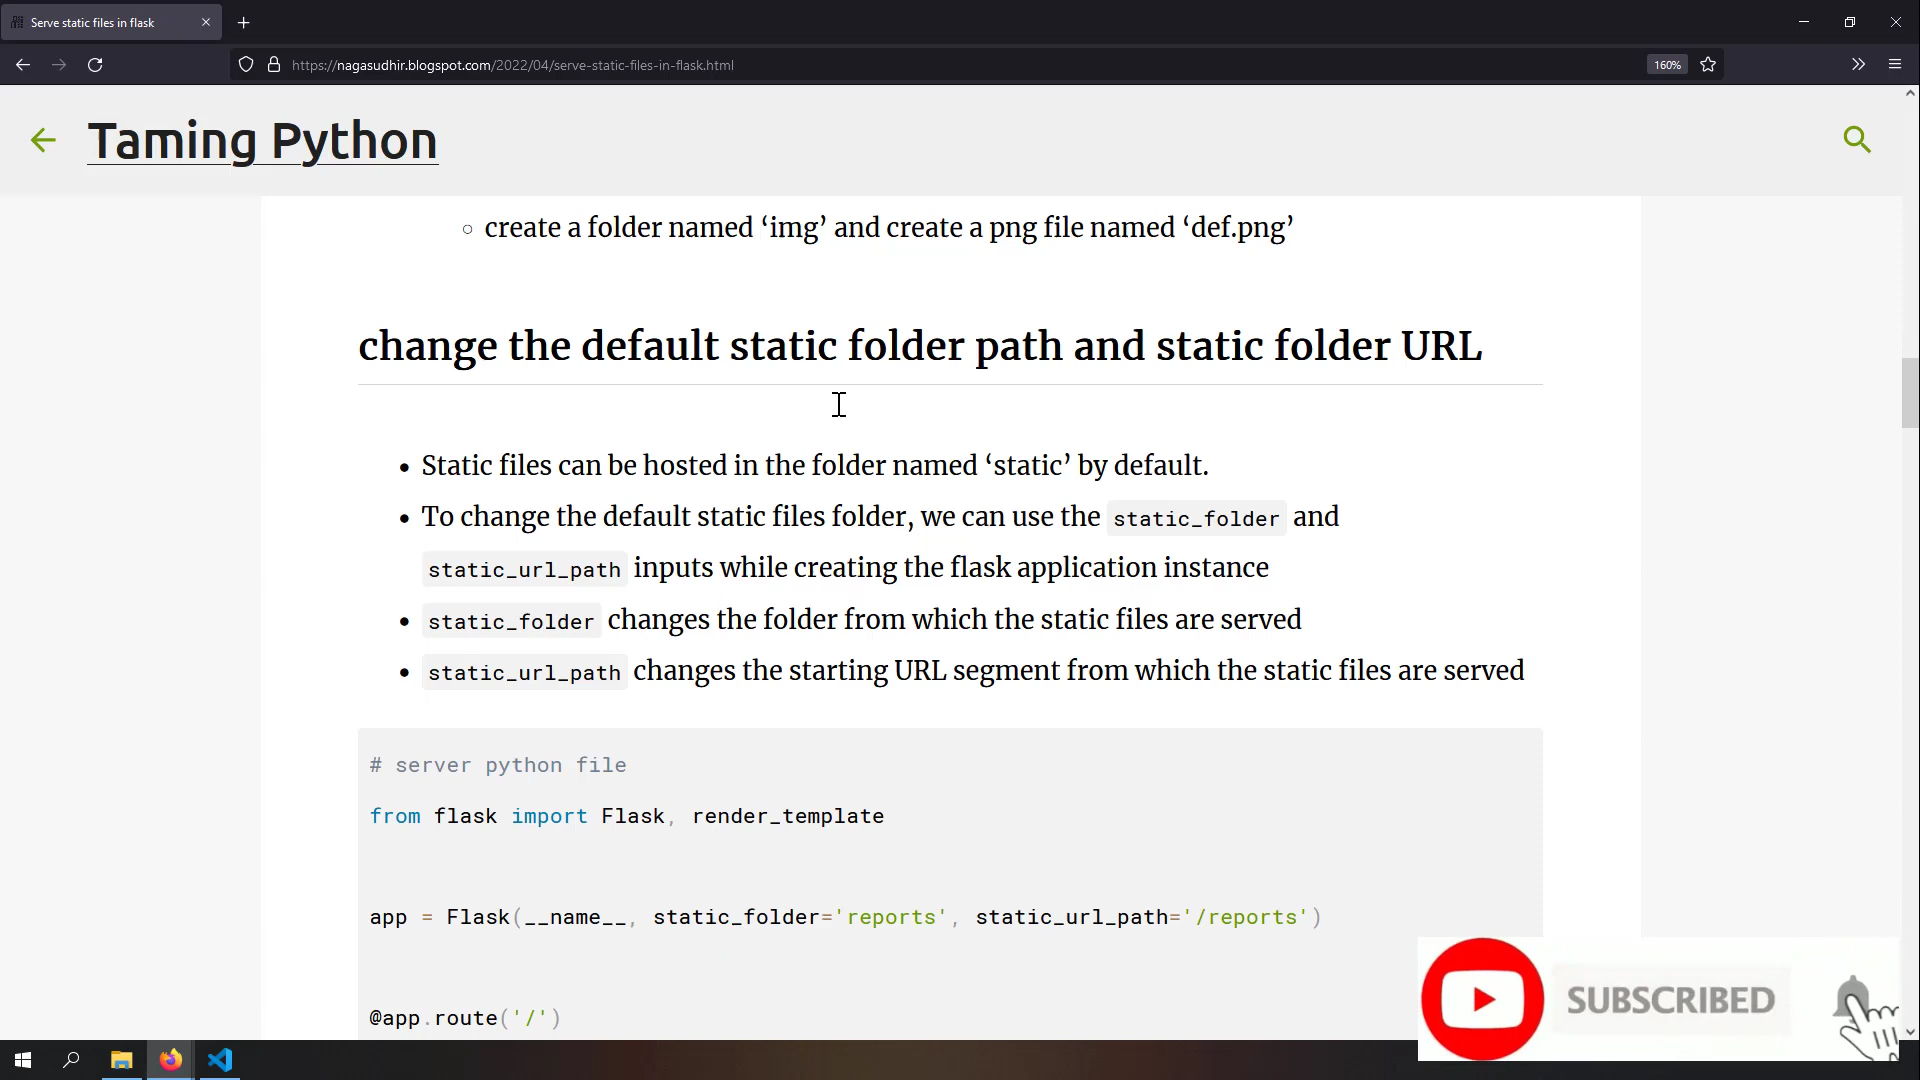 Serve static files in flask
https://nagasudhir.blogspot.com/2022/04/serve-static-files-in-flask.html
160%
Taming Python
create a folder named ‘img’ and create a png file named ‘def.png’
change the default static folder path and static folder URL
Static files can be hosted in the folder named ‘static’ by default.
To change the default static files folder, we can use the static_folder and
static_url_path inputs while creating the flask application instance
static_folder changes the folder from which the static files are served
static_url_path changes the starting URL segment from which the static files are served
# server python file
from flask import Flask, render_template
app = Flask(__name__, static_folder='reports', static_url_path='/reports')
@app.route('/')
SUBSCRIBED